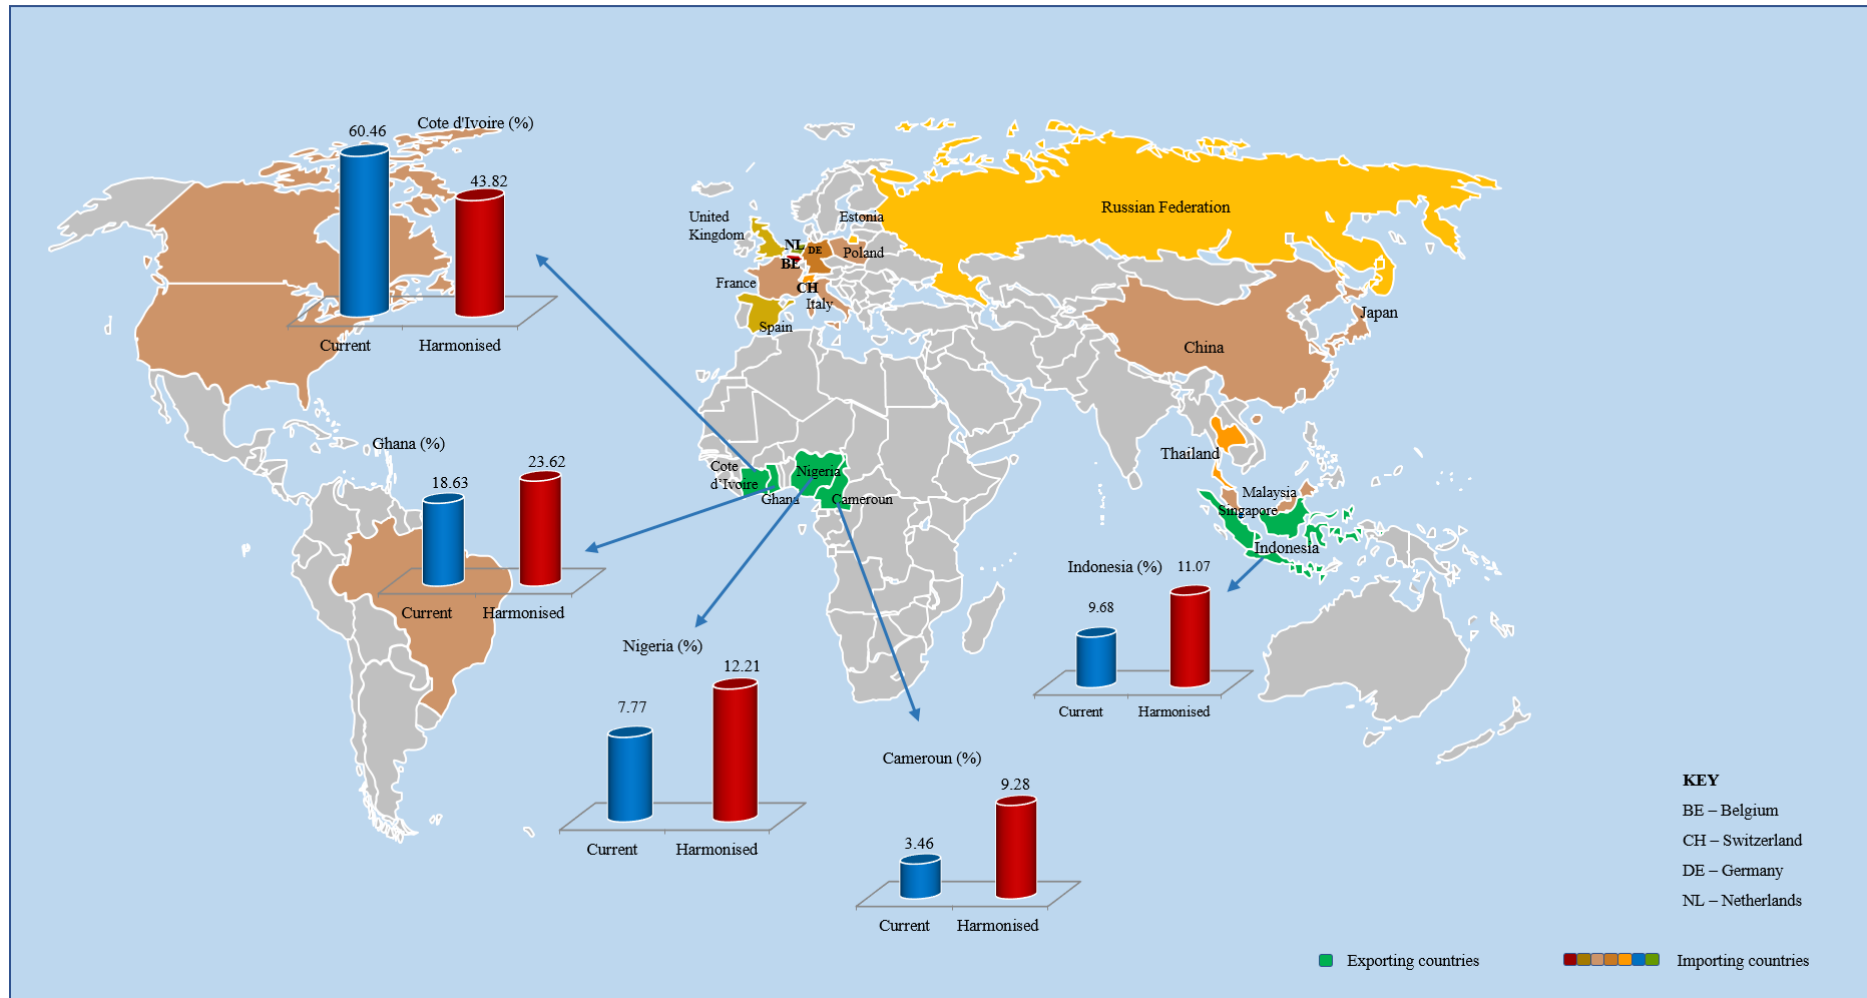 Cote d'Ivoire (%)
60.46
43.82
Current
Harmonised
Ghana (%)
18.63
23.62
Current
Harmonised
Nigeria (%)
7.77
12.21
Current
Harmonised
Cameroun (%)
3.46
9.28
Current
Harmonised
Indonesia (%)
9.68
11.07
Current
Harmonised
United
Kingdom
Estonia
NL
DE
BE
Poland
France
CH
Italy
Spain
Russian Federation
Japan
China
Thailand
Malaysia
Singapore
Indonesia
Cote
d'Ivoire
Ghana
Nigeria
Cameroun
KEY
BE – Belgium
CH – Switzerland
DE – Germany
NL – Netherlands
Exporting countries
Importing countries